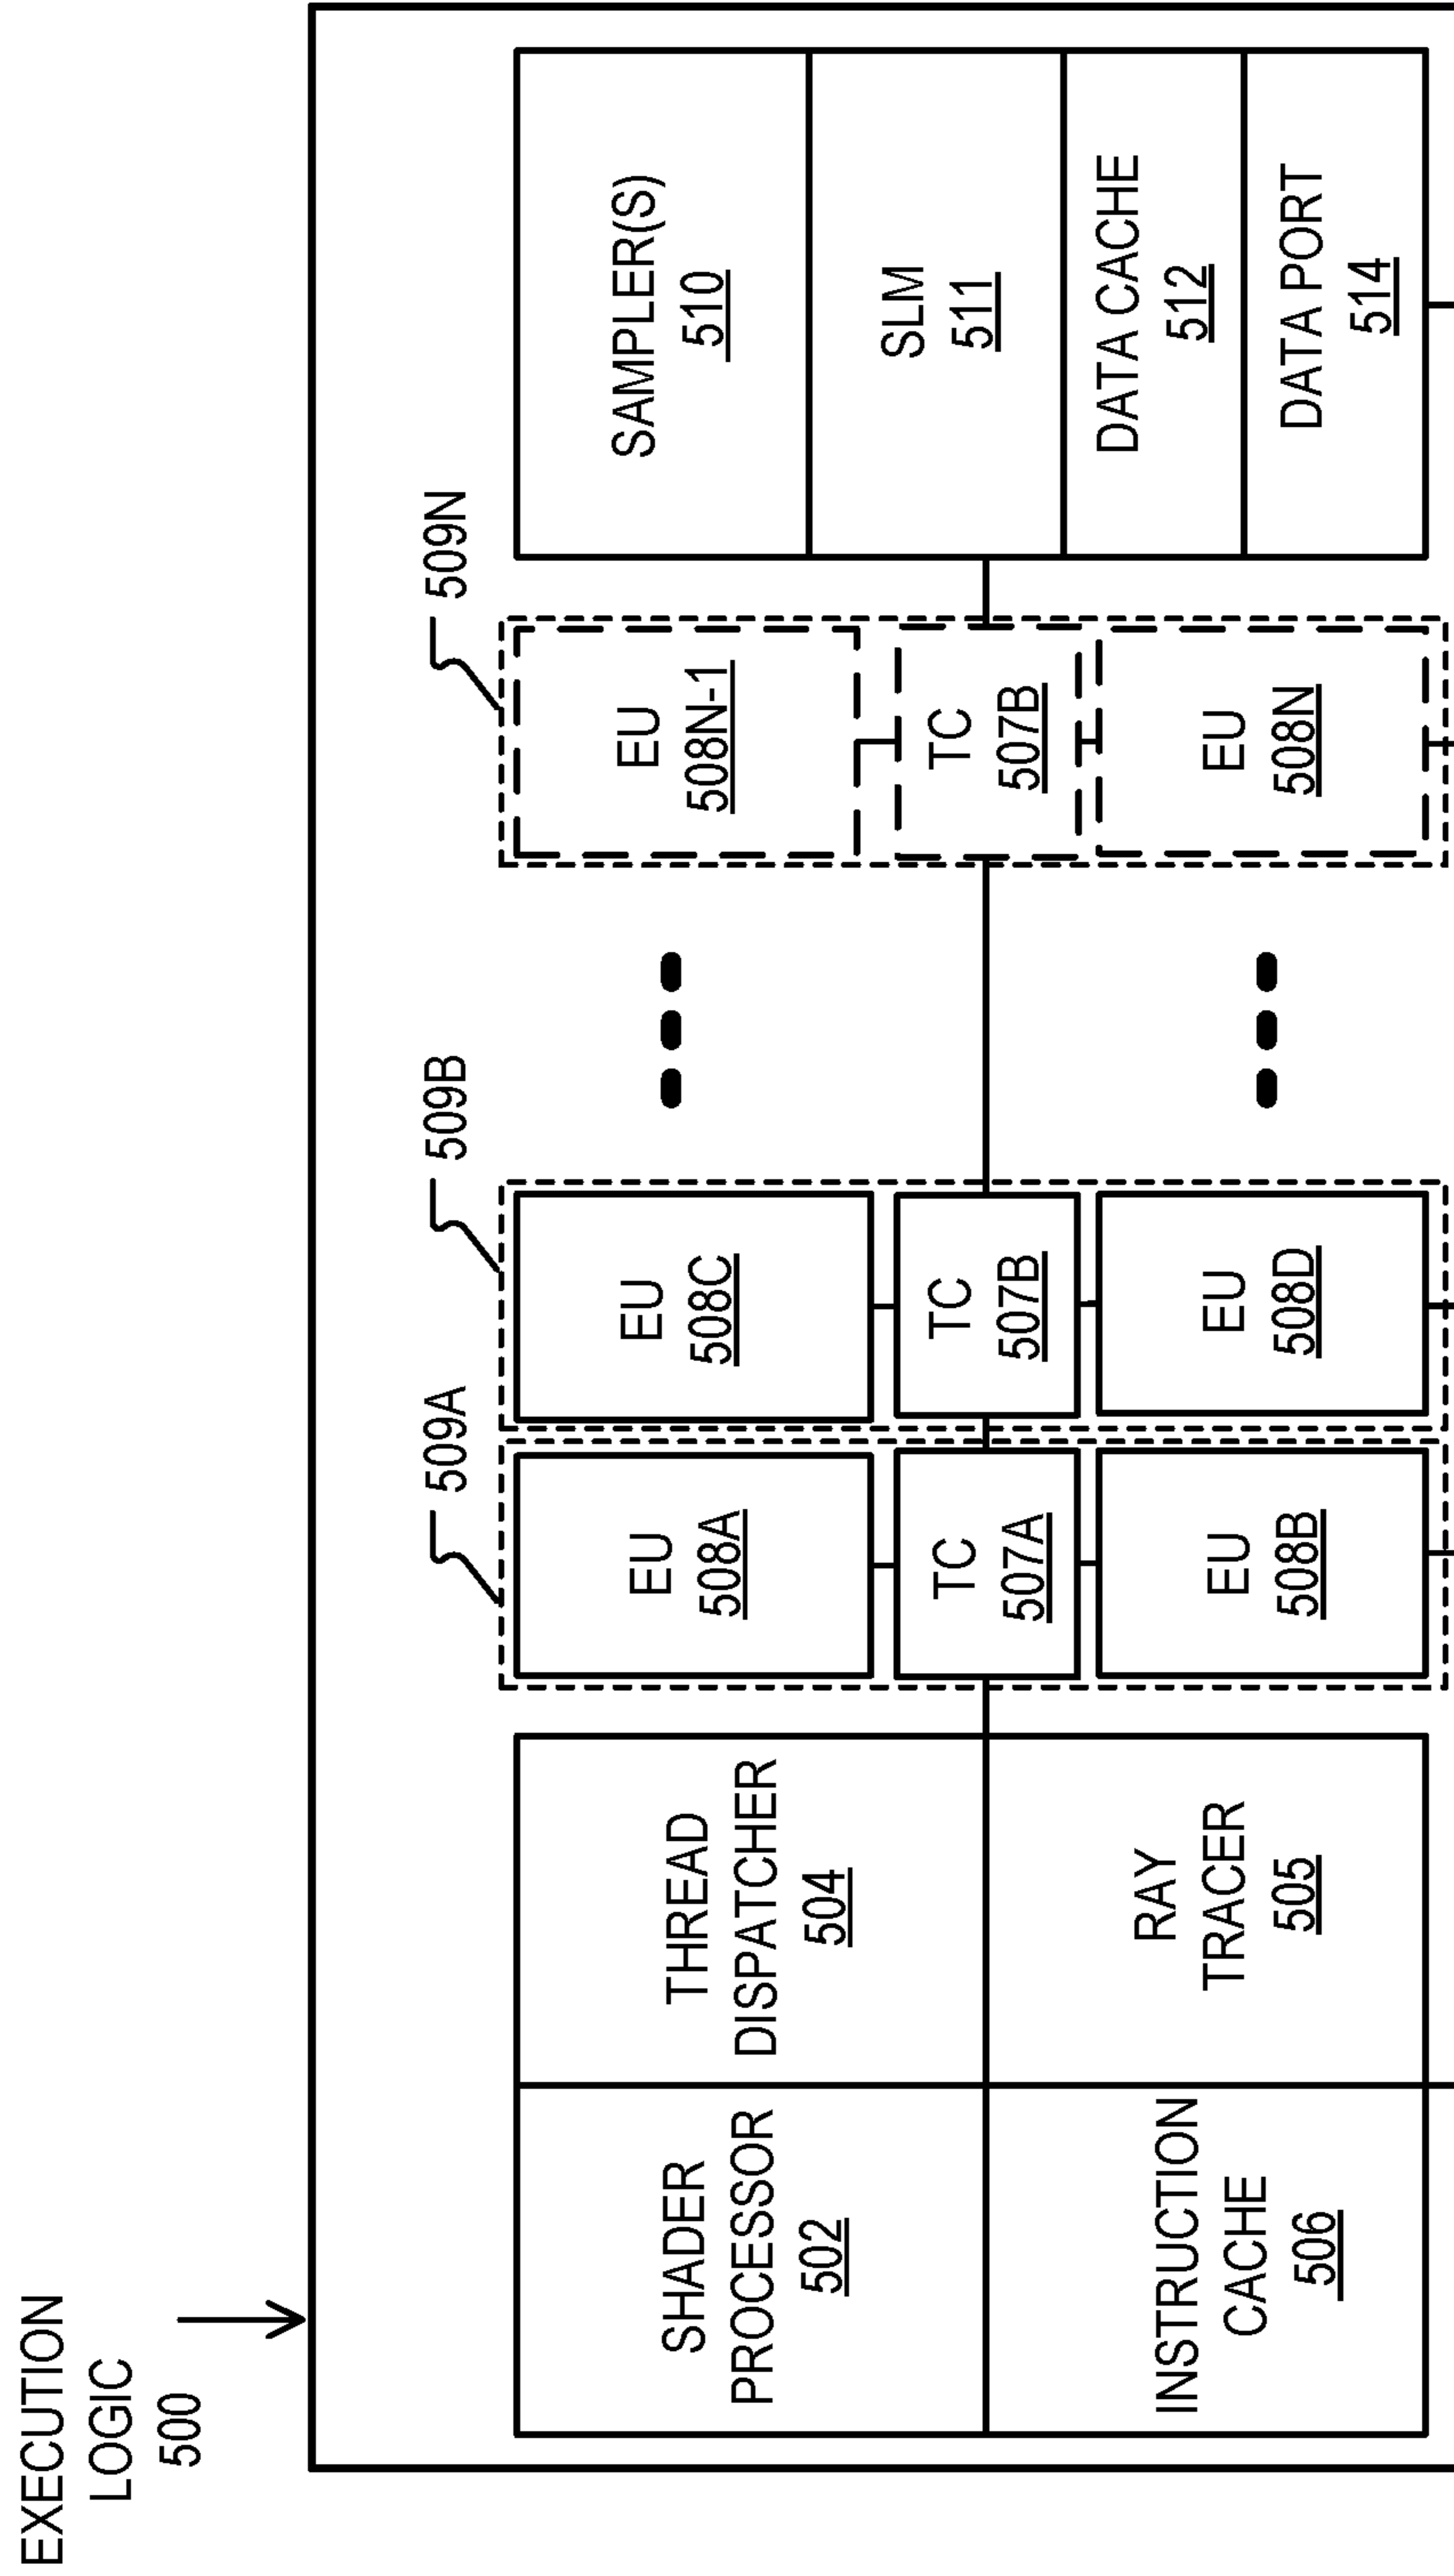 EXECUTION
LOGIC
500
509A
509B
509N
SHADER
PROCESSOR
502
THREAD
DISPATCHER
504
EU
508A
EU
508C
EU
508N-1
SAMPLER(S)
510
TC
507A
TC
507B
TC
507B
SLM
511
INSTRUCTION
CACHE
506
RAY
TRACER
505
EU
508B
EU
508D
EU
508N
DATA CACHE
512
DATA PORT
514